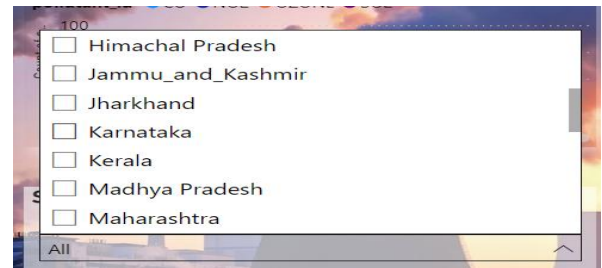 100
Himachal Pradesh
Jammu_and_Kashmir
Jharkhand
Karnataka
Kerala
Madhya Pradesh
Maharashtra
All